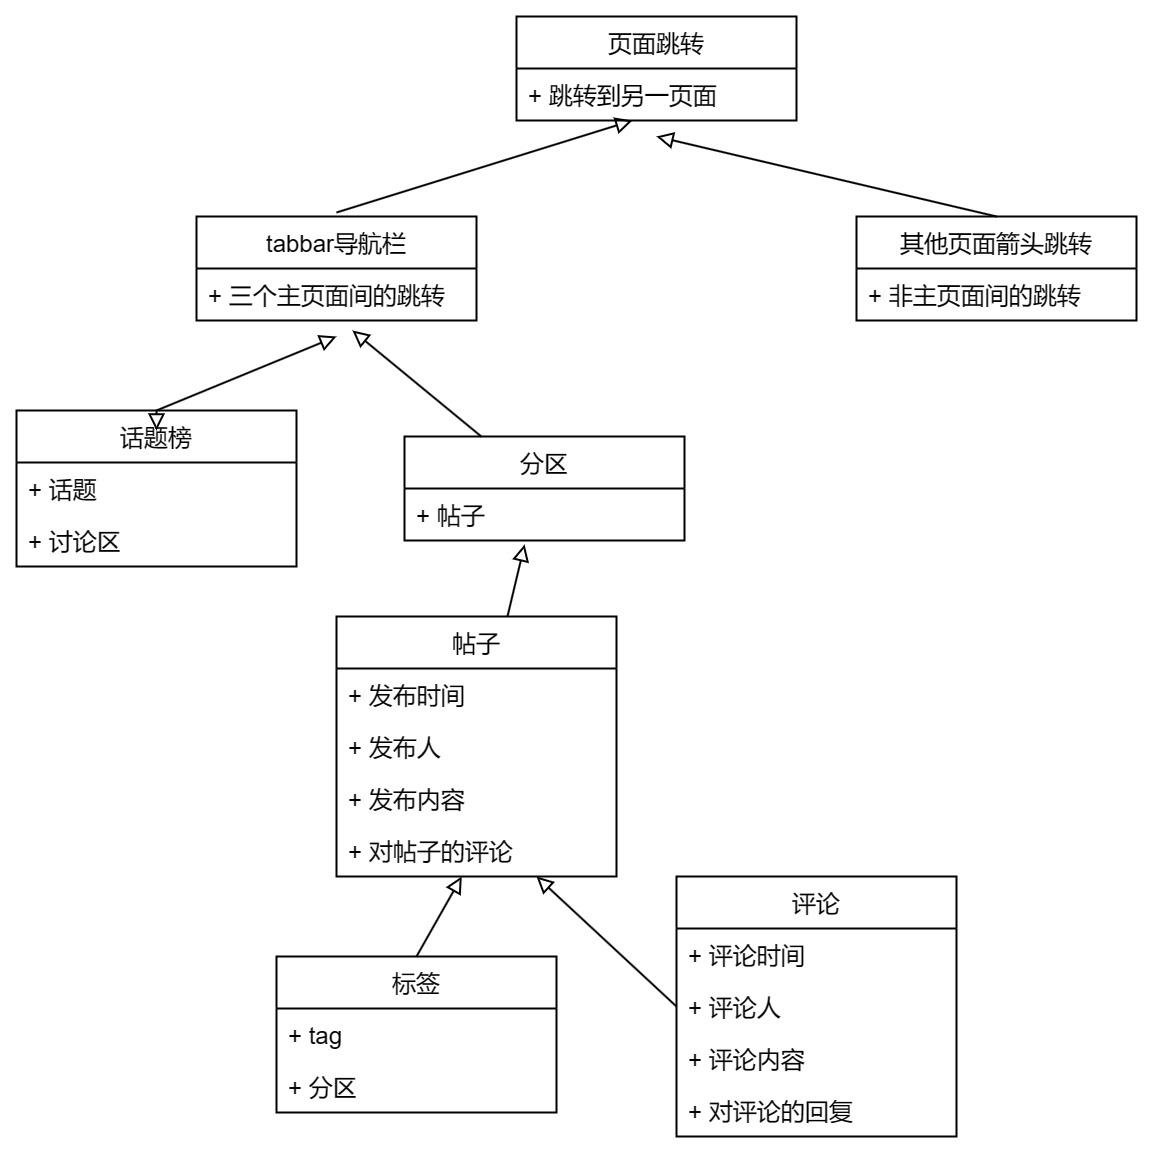 页面跳转
+ 跳转到另一页面
tabbar导航栏
+ 三个主页面间的跳转
其他页面箭头跳转
+ 非主页面间的跳转
话题榜
+ 话题
+ 讨论区
分区
+ 帖子
帖子
+ 发布时间
+ 发布人
+ 发布内容
+ 对帖子的评论
标签
+ tag
+ 分区
评论
+ 评论时间
+ 评论人
+ 评论内容
+ 对评论的回复